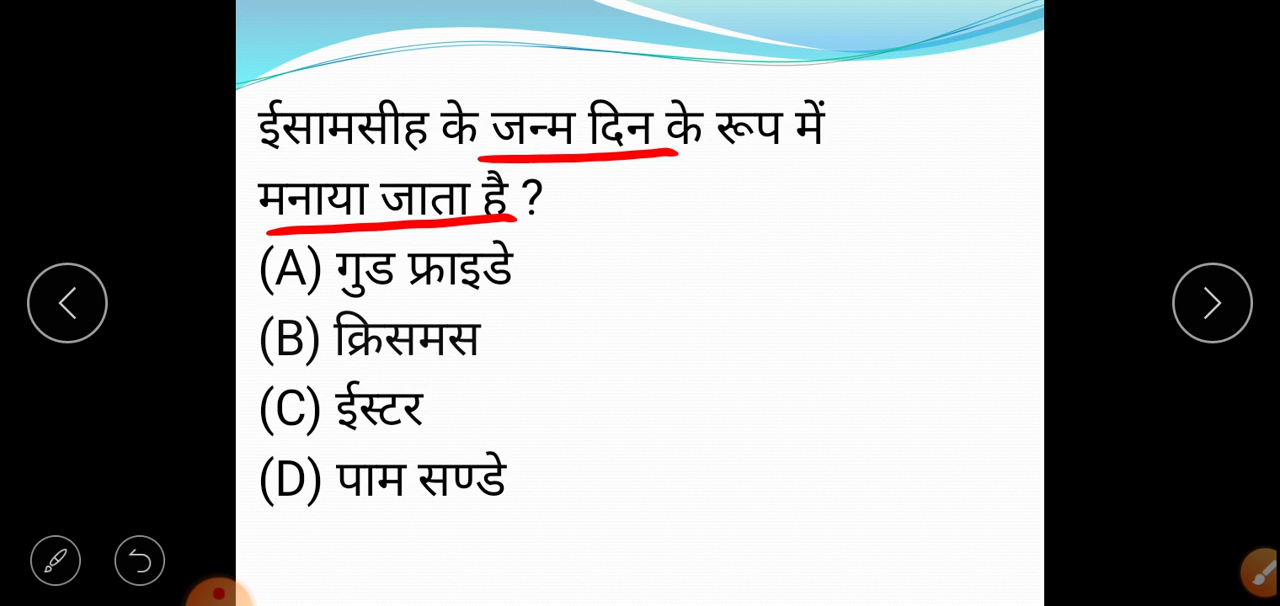 ईसामसीह के जन्म दिन के रूप में
मनाया जाता है ?
(A) गुड फ्राइडे
(B) क्रिसमस
(C) ईस्टर
(D) पाम सण्डे